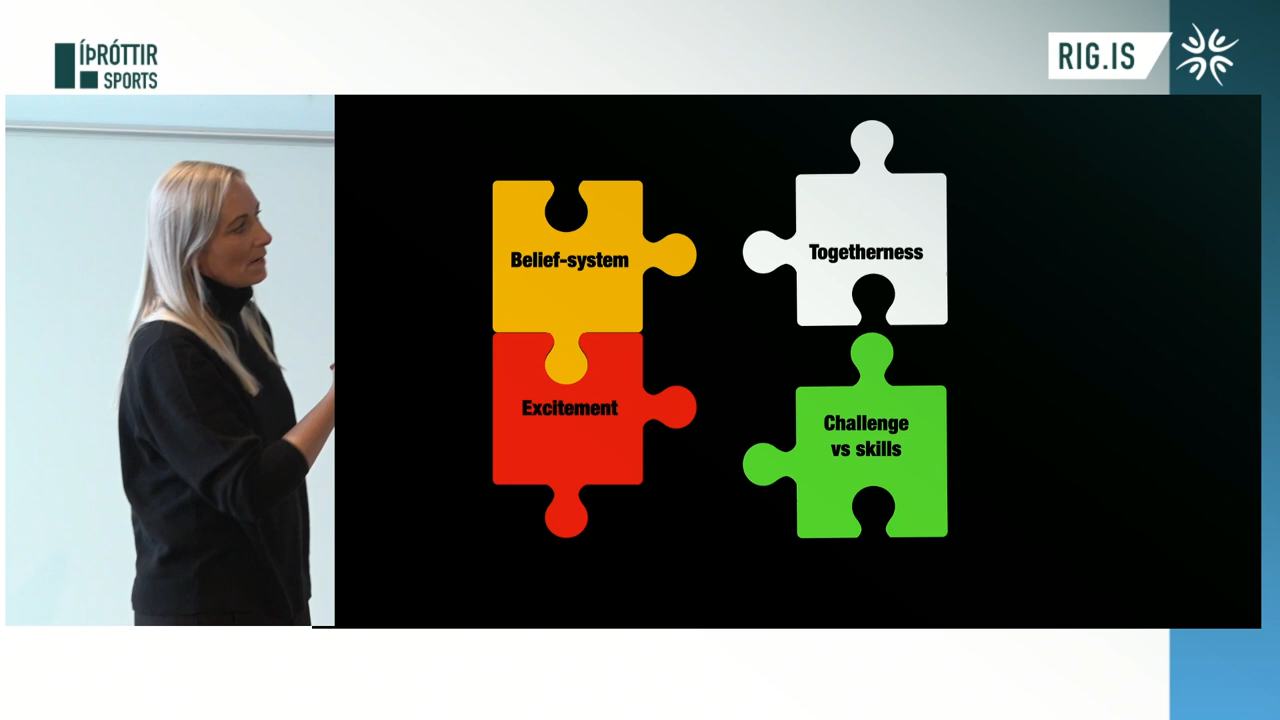 ÍÞRÓTTIR
SPORTS
RIG.IS
Belief-system
Togetherness
Excitement
Challenge
vs skills